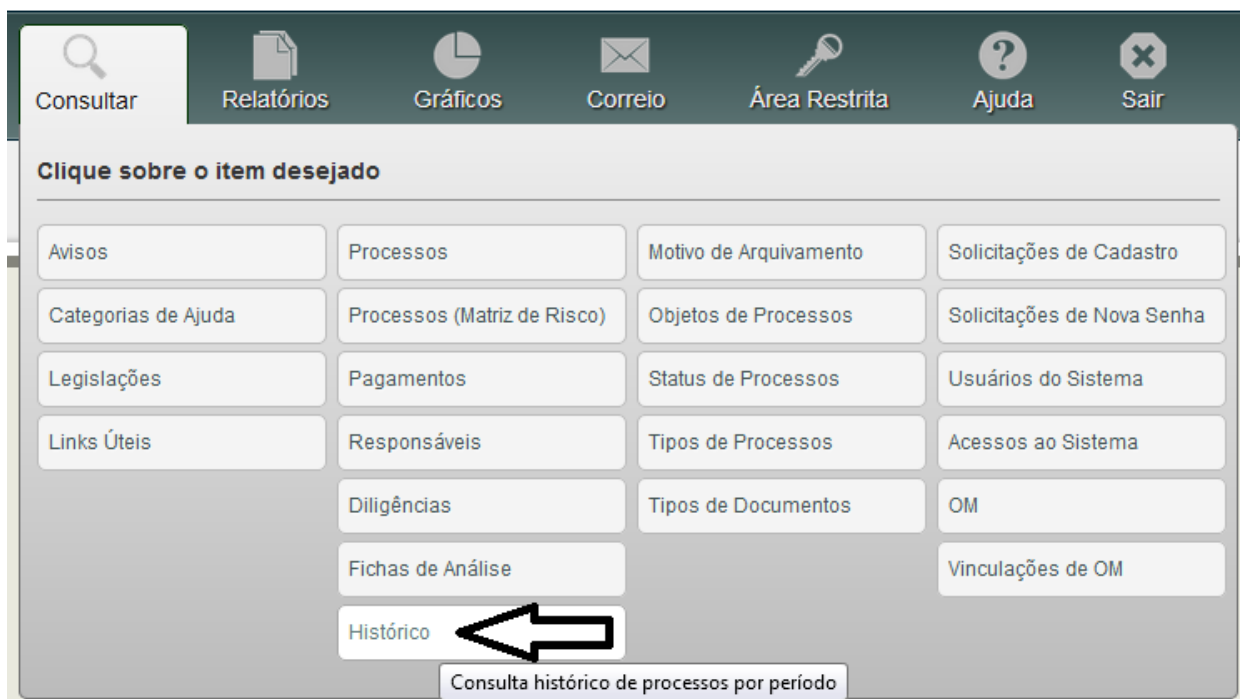 Consultar
Relatórios
Gráficos
Correio
Área Restrita
Ajuda
Sair
Clique sobre o item desejado
Avisos
Processos
Motivo de Arquivamento
Solicitações de Cadastro
Categorias de Ajuda
Processos (Matriz de Risco)
Objetos de Processos
Solicitações de Nova Senha
Legislações
Pagamentos
Status de Processos
Usuários do Sistema
Links Úteis
Responsáveis
Tipos de Processos
Acessos ao Sistema
Diligências
Tipos de Documentos
OM
Fichas de Análise
Vinculações de OM
Histórico
Consulta histórico de processos por período